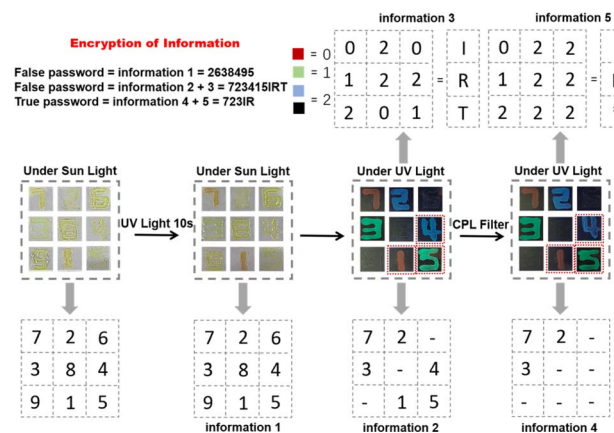 information 3
information 5
Encryption of Information
False password = information 1 = 2638495
False password = information 2 + 3 = 723415IRT
True password = information 4 + 5 = 723IR
= 0
= 1
= 2
0 2 0
1 2 2
2 0 1
=
I
R
T
0 2 2
1 2 2
2 2 2
=
Under Sun Light
UV Light 10s
Under Sun Light
Under UV Light
CPL Filter
Under UV Light
7 2 6
3 8 4
9 1 5
7 2 6
3 8 4
9 1 5
information 1
7 2 -
3 - 4
- 1 5
information 2
7 2 -
3 - -
- - -
information 4